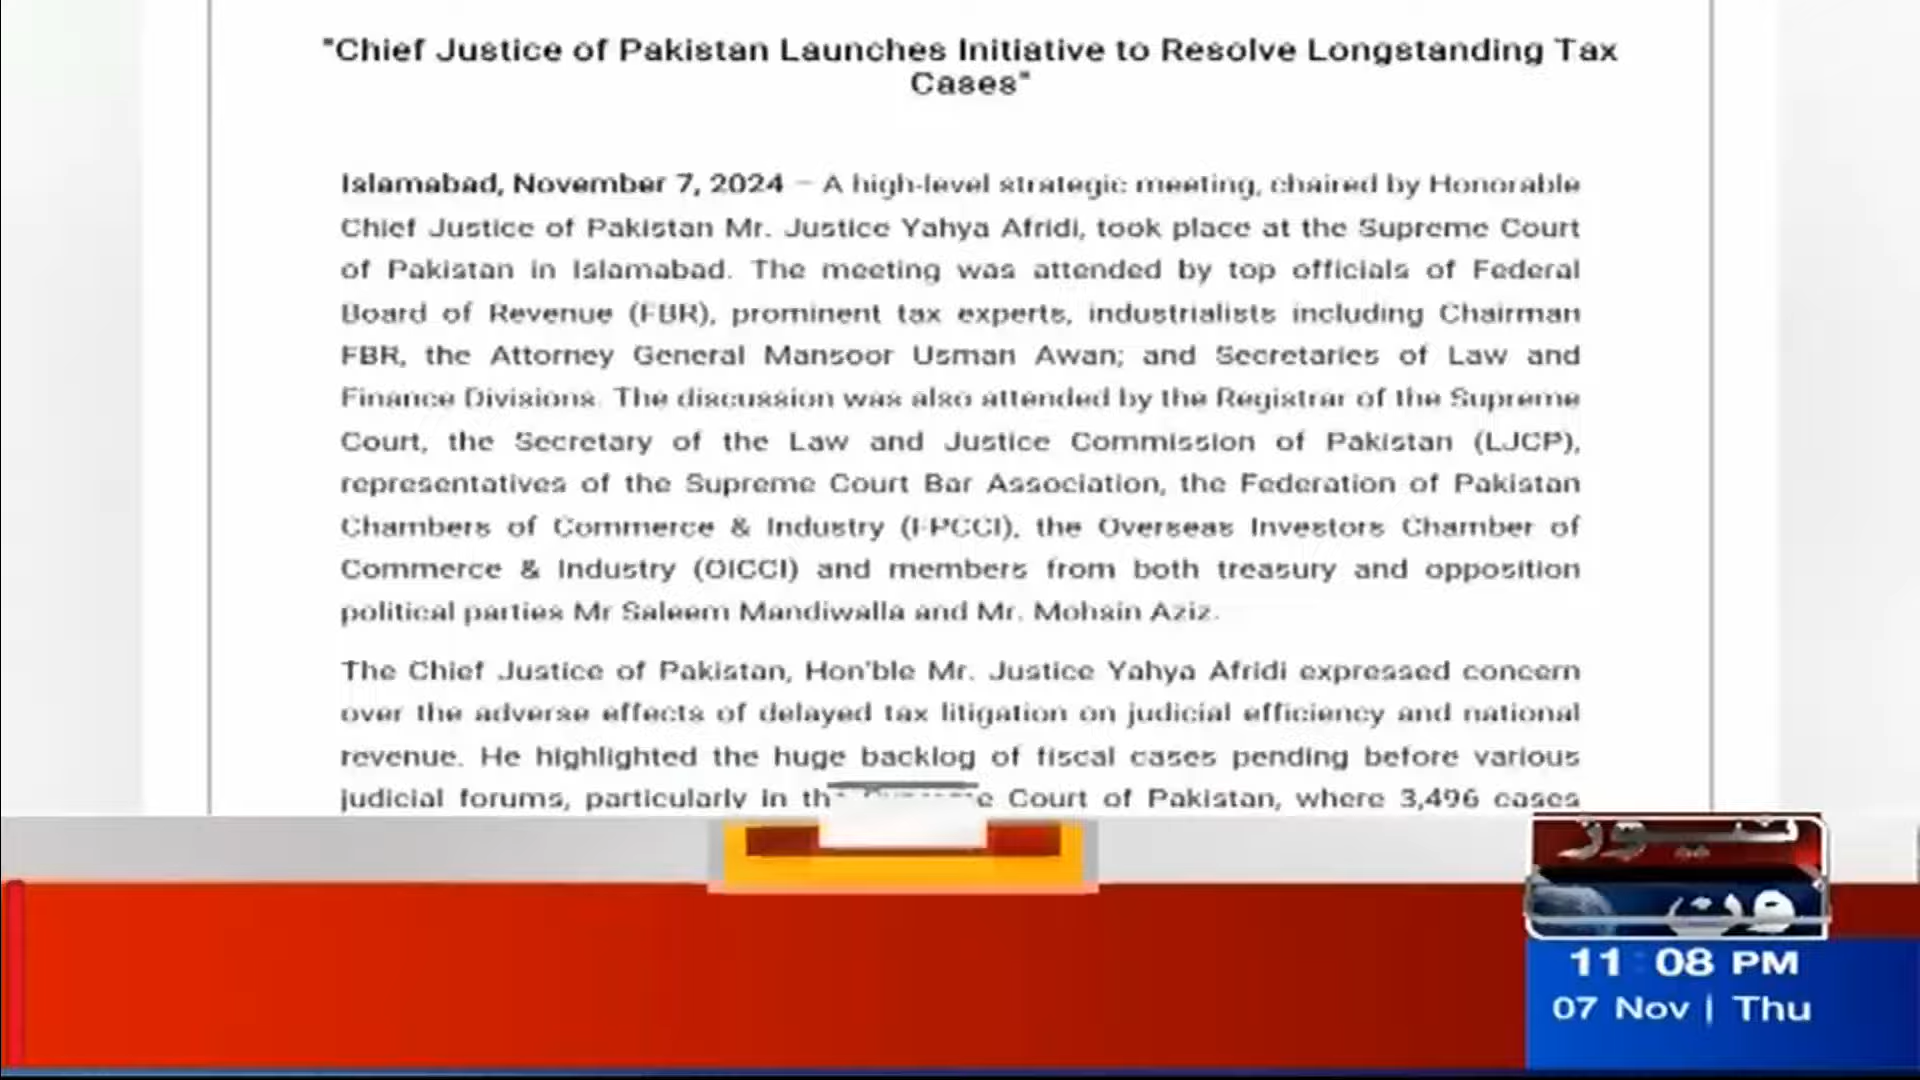 "Chief Justice of Pakistan Launches Initiative to Resolve Longstanding Tax
Cases"
Islamabad, November 7, 2024 – A high-level strategic meeting, chaired by Honorable
Chief Justice of Pakistan Mr. Justice Yahya Afridi, took place at the Supreme Court
of Pakistan in Islamabad. The meeting was attended by top officials of Federal
Board of Revenue (FBR), prominent tax experts, industrialists including Chairman
FBR, the Attorney General Mansoor Usman Awan; and Secretaries of Law and
Finance Divisions. The discussion was also attended by the Registrar of the Supreme
Court, the Secretary of the Law and Justice Commission of Pakistan (LJCP),
representatives of the Supreme Court Bar Association, the Federation of Pakistan
Chambers of Commerce & Industry (FPCCI), the Overseas Investors Chamber of
Commerce & Industry (OICCI) and members from both treasury and opposition
political parties Mr Saleem Mandiwalla and Mr. Mohsin Aziz.
The Chief Justice of Pakistan, Hon'ble Mr. Justice Yahya Afridi expressed concern
over the adverse effects of delayed tax litigation on judicial efficiency and national
revenue. He highlighted the huge backlog of fiscal cases pending before various
judicial forums, particularly in the Supreme Court of Pakistan, where 3,496 cases
نیوز
ون
11:08 PM
07 Nov | Thu